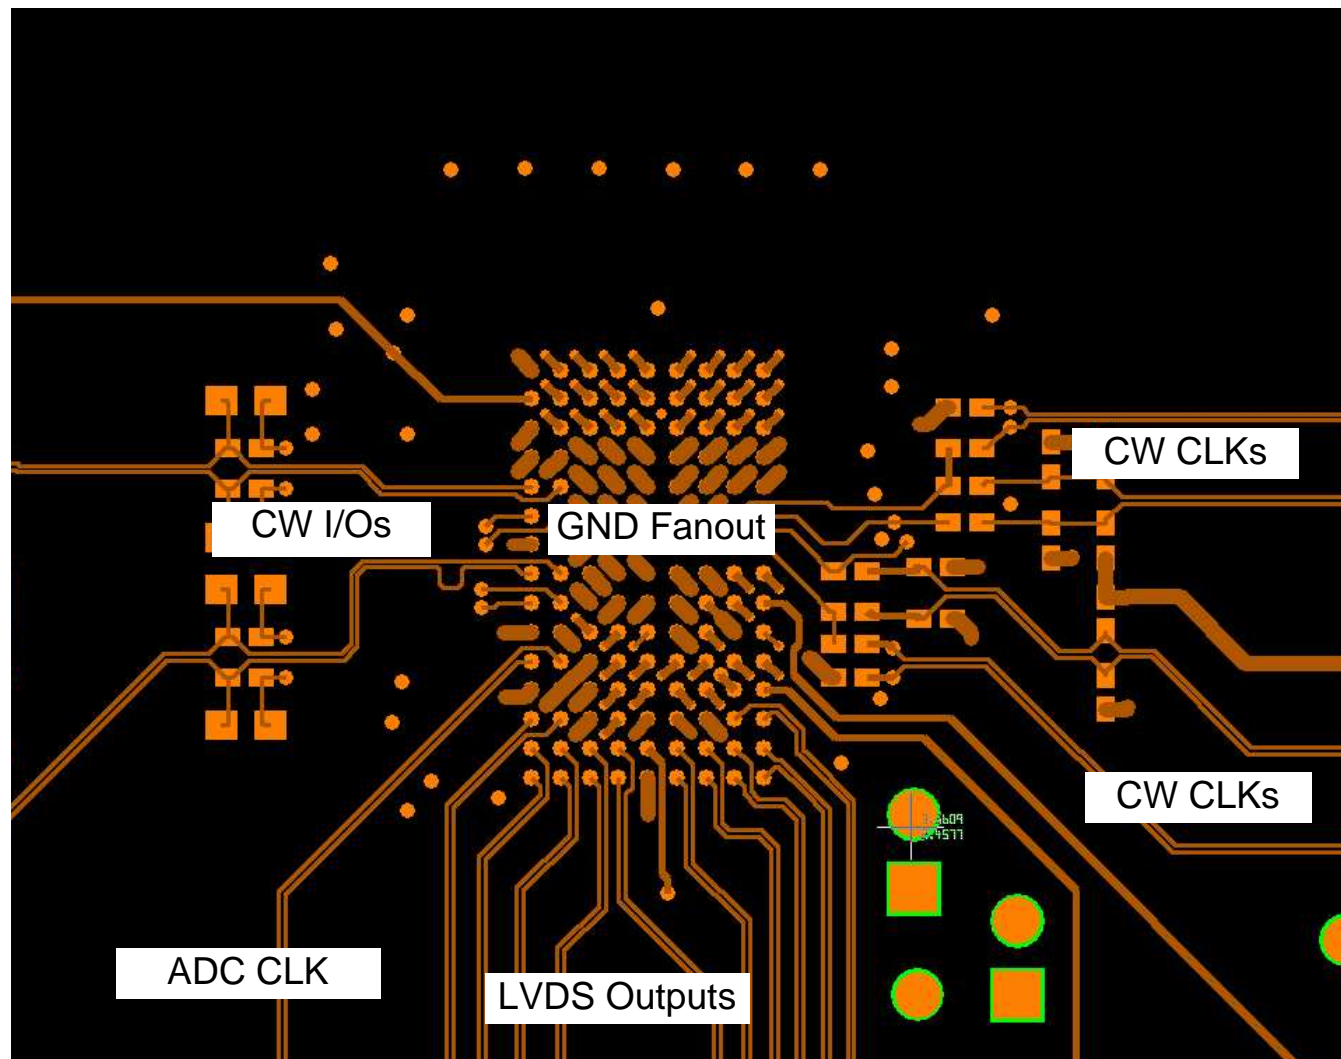 CW CLKs
CW I/Os
GND Fanout
CW CLKs
ADC CLK
LVDS Outputs